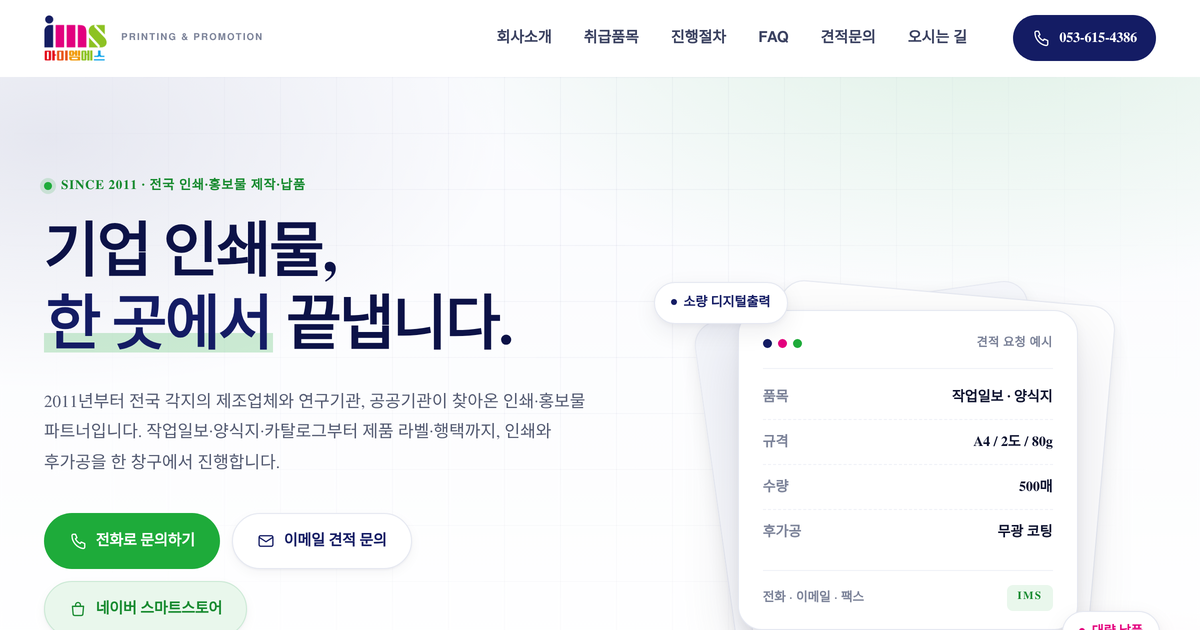 ims
아이엠에스
PRINTING & PROMOTION
회사소개
취급품목
진행절차
FAQ
견적문의
오시는 길
053-615-4386
SINCE 2011 · 전국 인쇄·홍보물 제작·납품
기업 인쇄물,
한 곳에서 끝냅니다.
2011년부터 전국 각지의 제조업체와 연구기관, 공공기관이 찾아온 인쇄·홍보물
파트너입니다. 작업일보·양식지·카탈로그부터 제품 라벨·행택까지, 인쇄와
후가공을 한 창구에서 진행합니다.
전화로 문의하기
이메일 견적 문의
네이버 스마트스토어
소량 디지털출력
견적 요청 예시
품목 작업일보 · 양식지
규격 A4 / 2도 / 80g
수량 500매
후가공 무광 코팅
전화 · 이메일 · 팩스 IMS
대량 납품